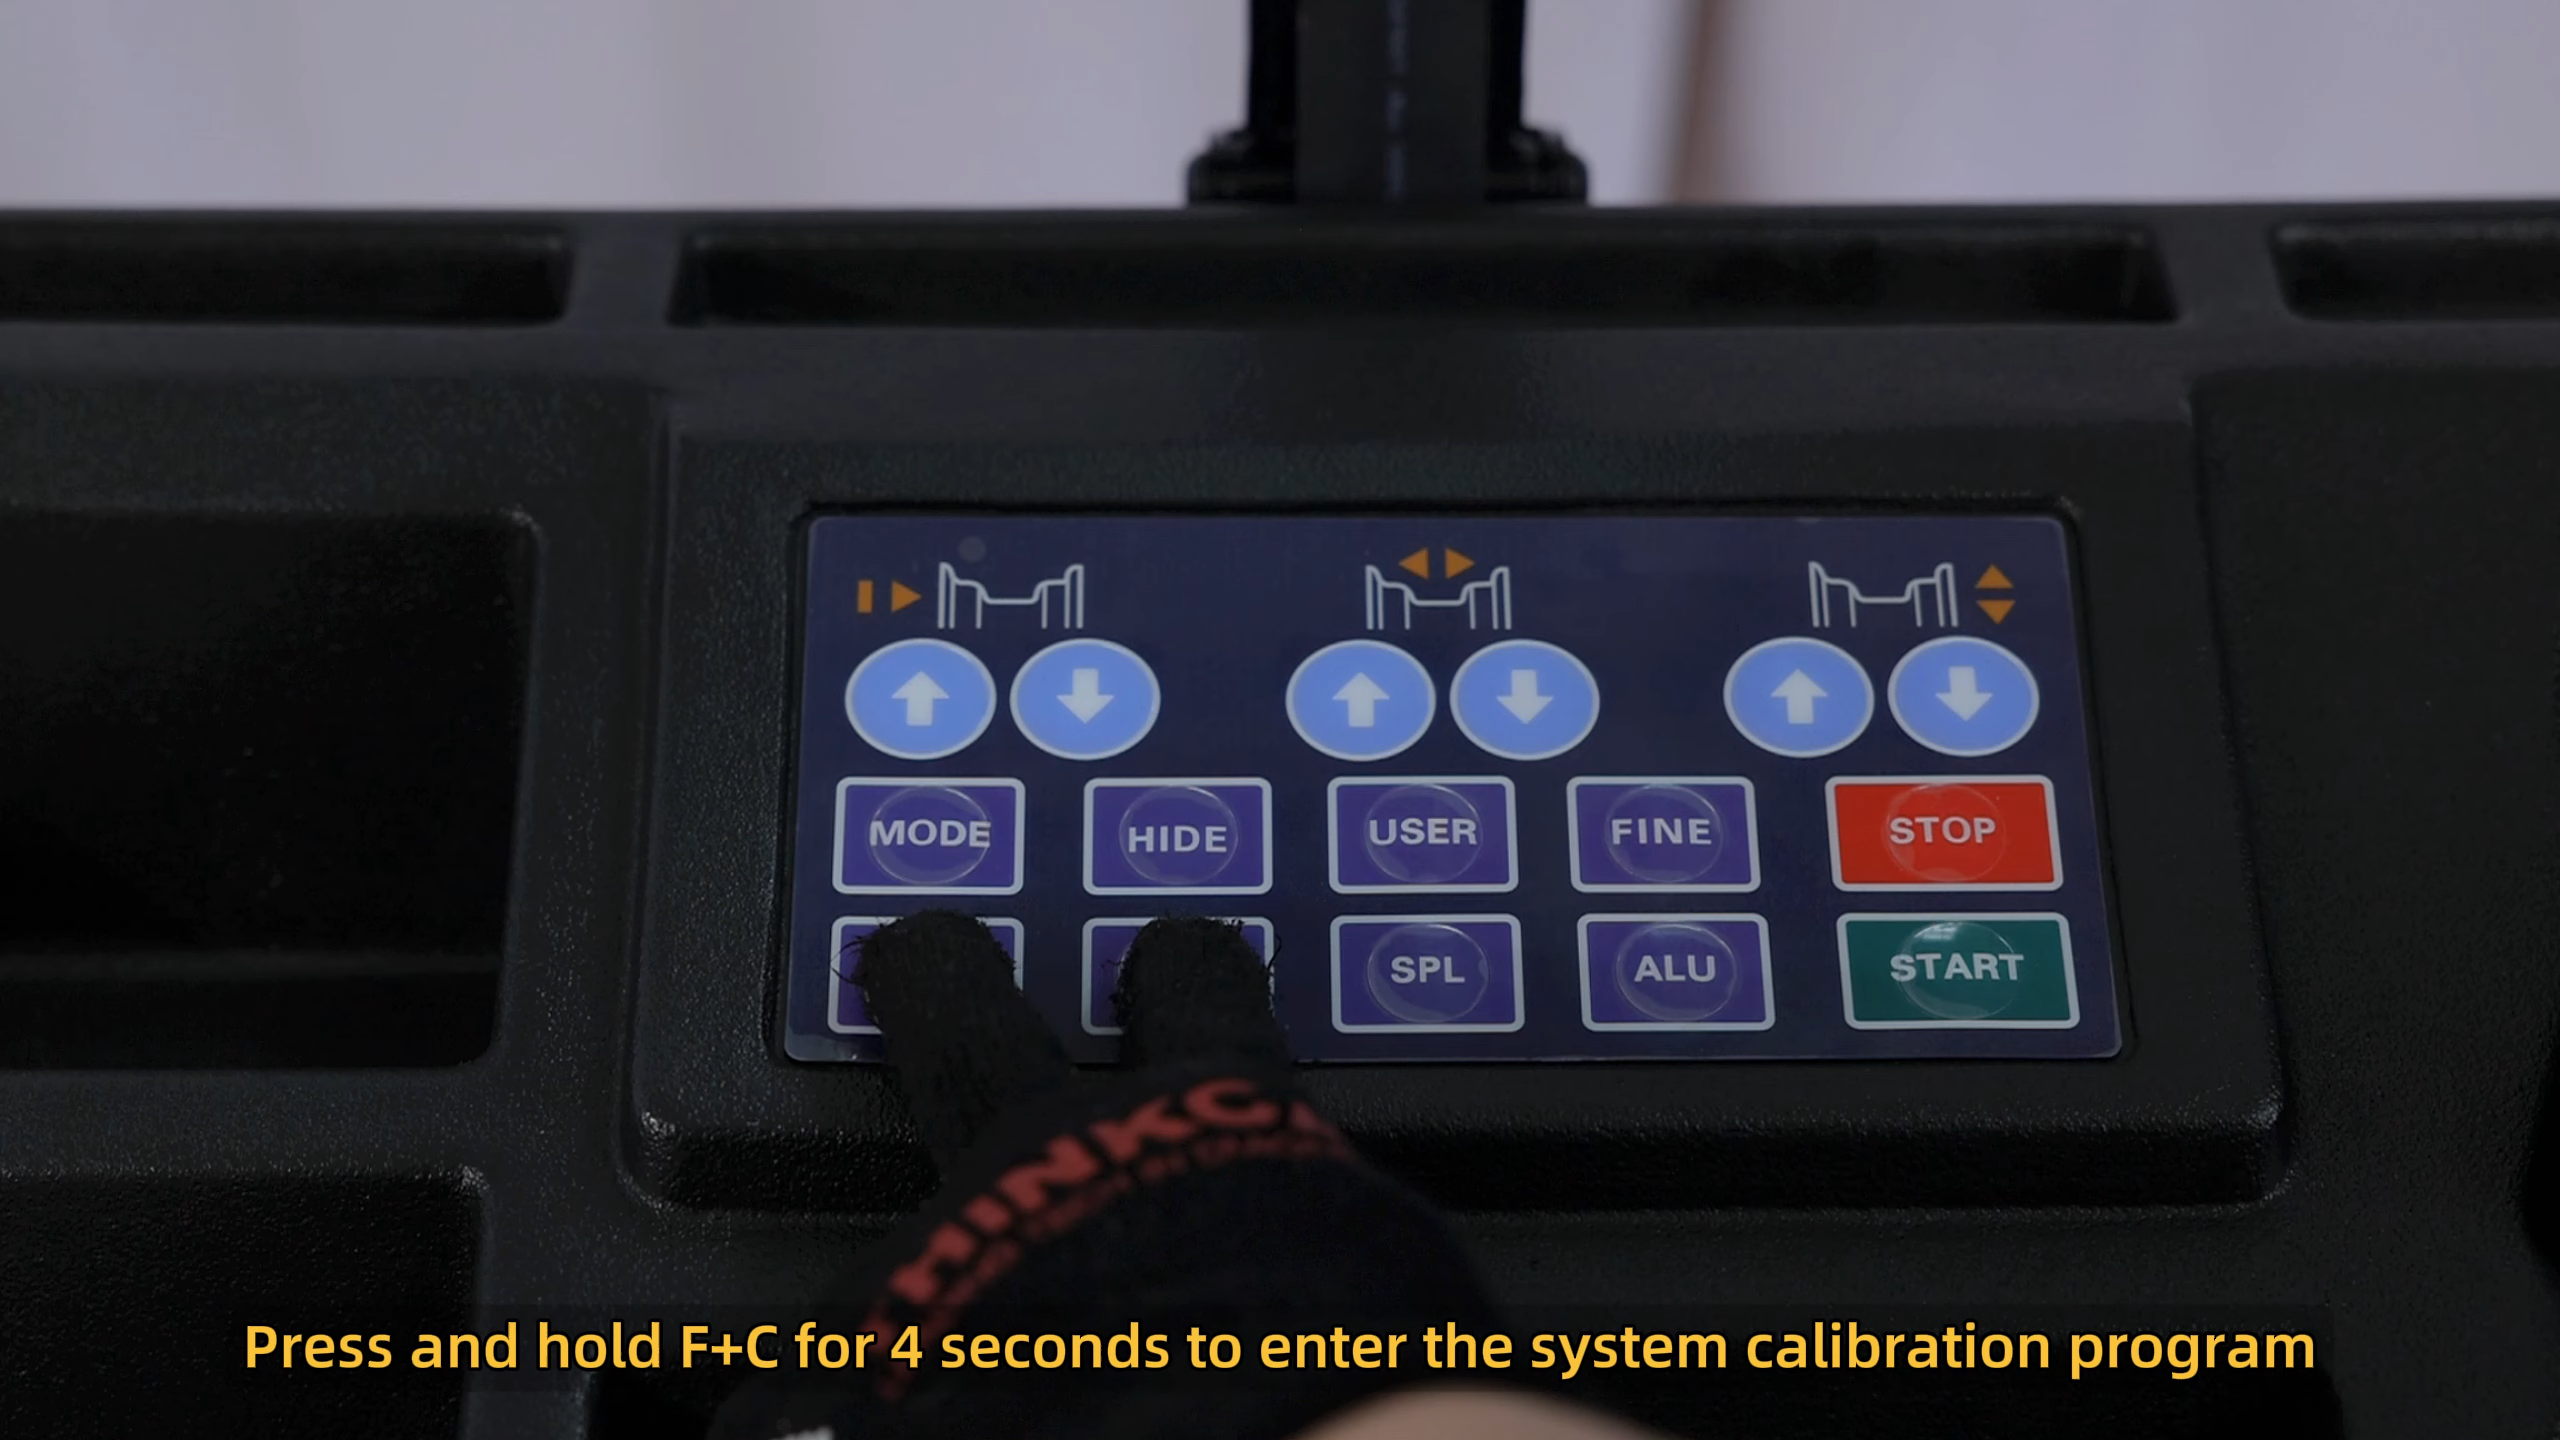 MODE HIDE USER FINE STOP
SPL ALU START
Press and hold F+C for 4 seconds to enter the system calibration program